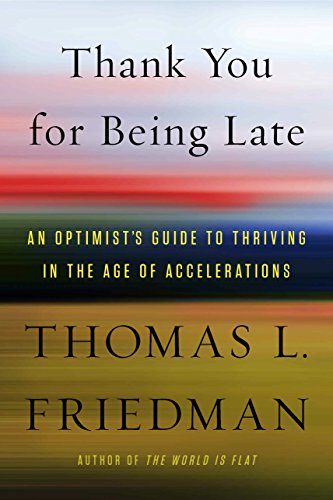 Thank You
for Being Late
AN OPTIMIST'S GUIDE TO THRIVING
IN THE AGE OF ACCELERATIONS
THOMAS L.
FRIEDMAN
AUTHOR OF THE WORLD IS FLAT